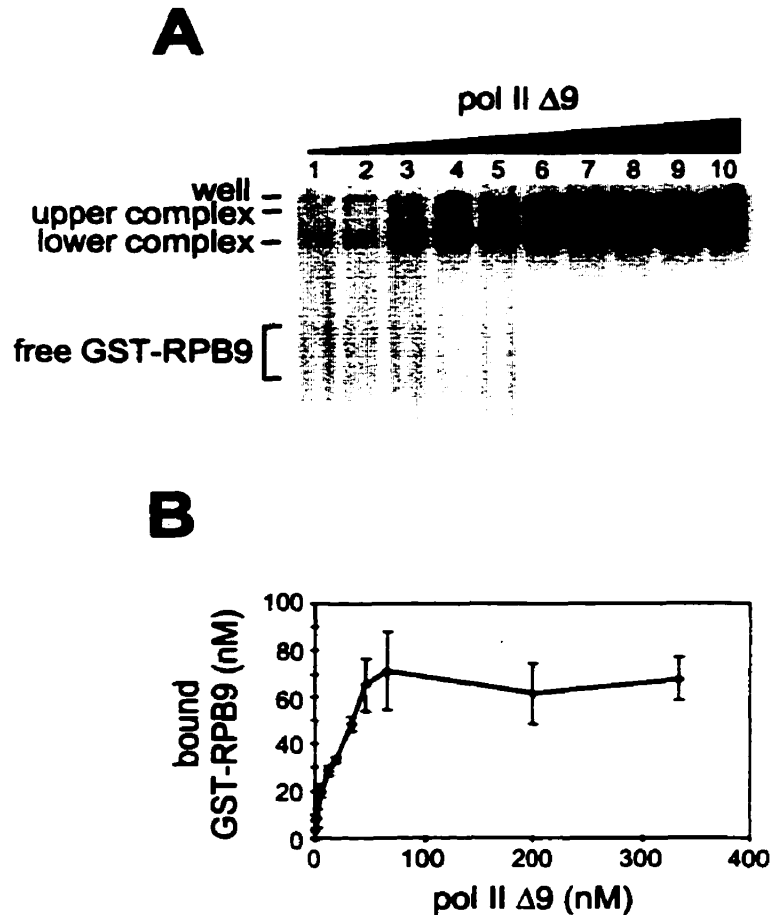 A
pol II Δ9
1 2 3 4 5 6 7 8 9 10
well
upper complex
lower complex
free GST-RPB9
B
100
80
60
40
20
0
bound
GST-RPB9 (nM)
0 100 200 300 400
pol II Δ9 (nM)